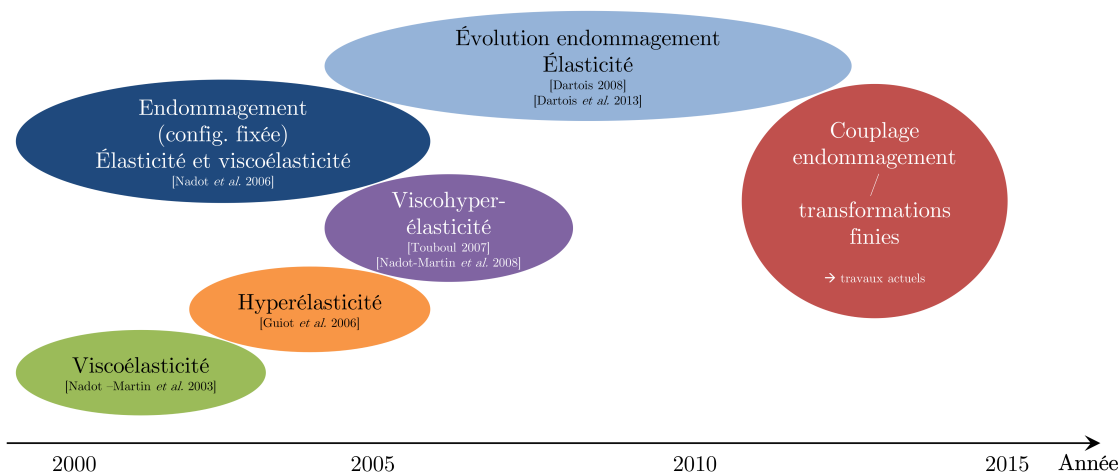 Évolution endommagement
Élasticité
[Dartois 2008]
[Dartois et al. 2013]
Endommagement
(config. fixée)
Élasticité et viscoélasticité
[Nadot et al. 2006]
Couplage
endommagement
/
transformations
finies
→ travaux actuels
Viscohyper-
élasticité
[Touboul 2007]
[Nadot-Martin et al. 2008]
Hyperélasticité
[Guiot et al. 2006]
Viscoélasticité
[Nadot –Martin et al. 2003]
2000 2005 2010 2015 Année